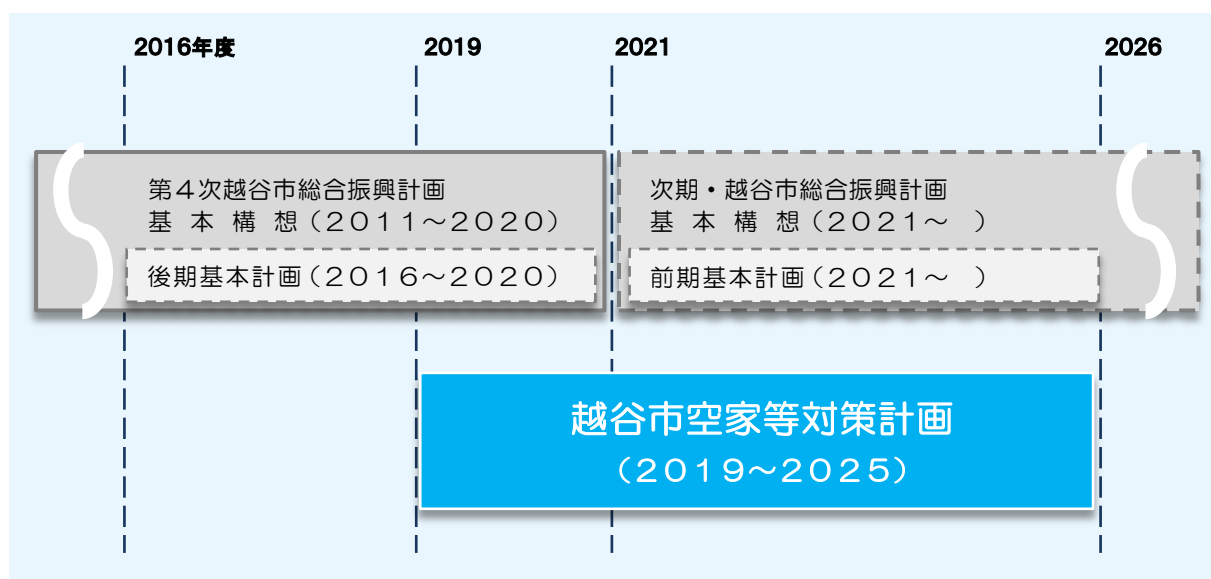 2016年度
2019
2021
2026
第４次越谷市総合振興計画
基本構想（２０１１～２０２０）
後期基本計画（２０１６～２０２０）
次期・越谷市総合振興計画
基本構想（２０２１～　）
前期基本計画（２０２１～　）
越谷市空家等対策計画
（２０１９～２０２５）